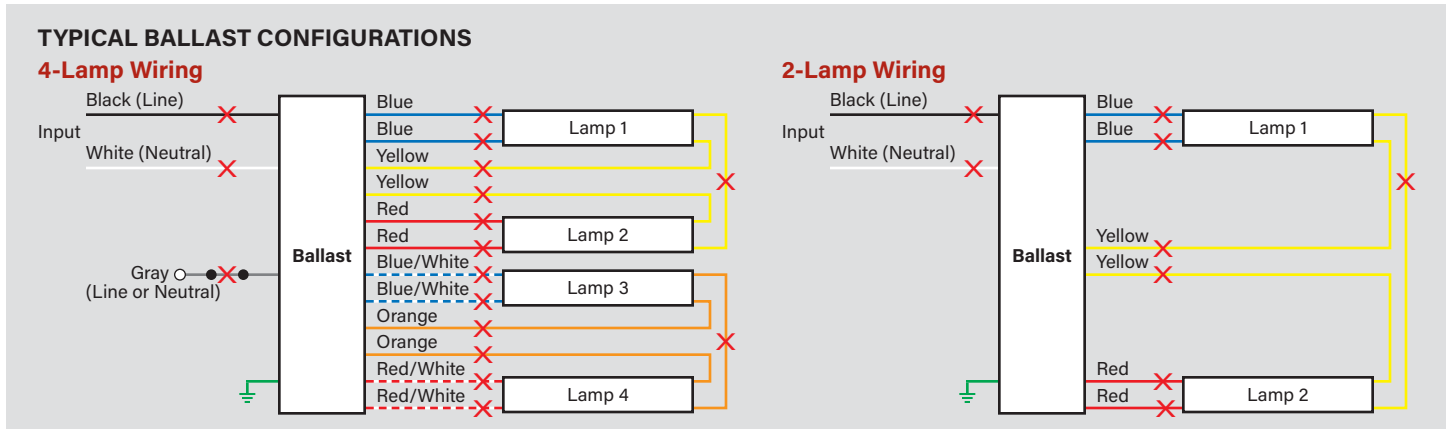 TYPICAL BALLAST CONFIGURATIONS
4-Lamp Wiring
Black (Line)
Input
White (Neutral)
Gray
(Line or Neutral)
Ballast
Blue
Blue
Yellow
Yellow
Red
Red
Blue/White
Blue/White
Orange
Orange
Red/White
Red/White
Lamp 1
Lamp 2
Lamp 3
Lamp 4
2-Lamp Wiring
Black (Line)
Input
White (Neutral)
Ballast
Blue
Blue
Yellow
Yellow
Red
Red
Lamp 1
Lamp 2